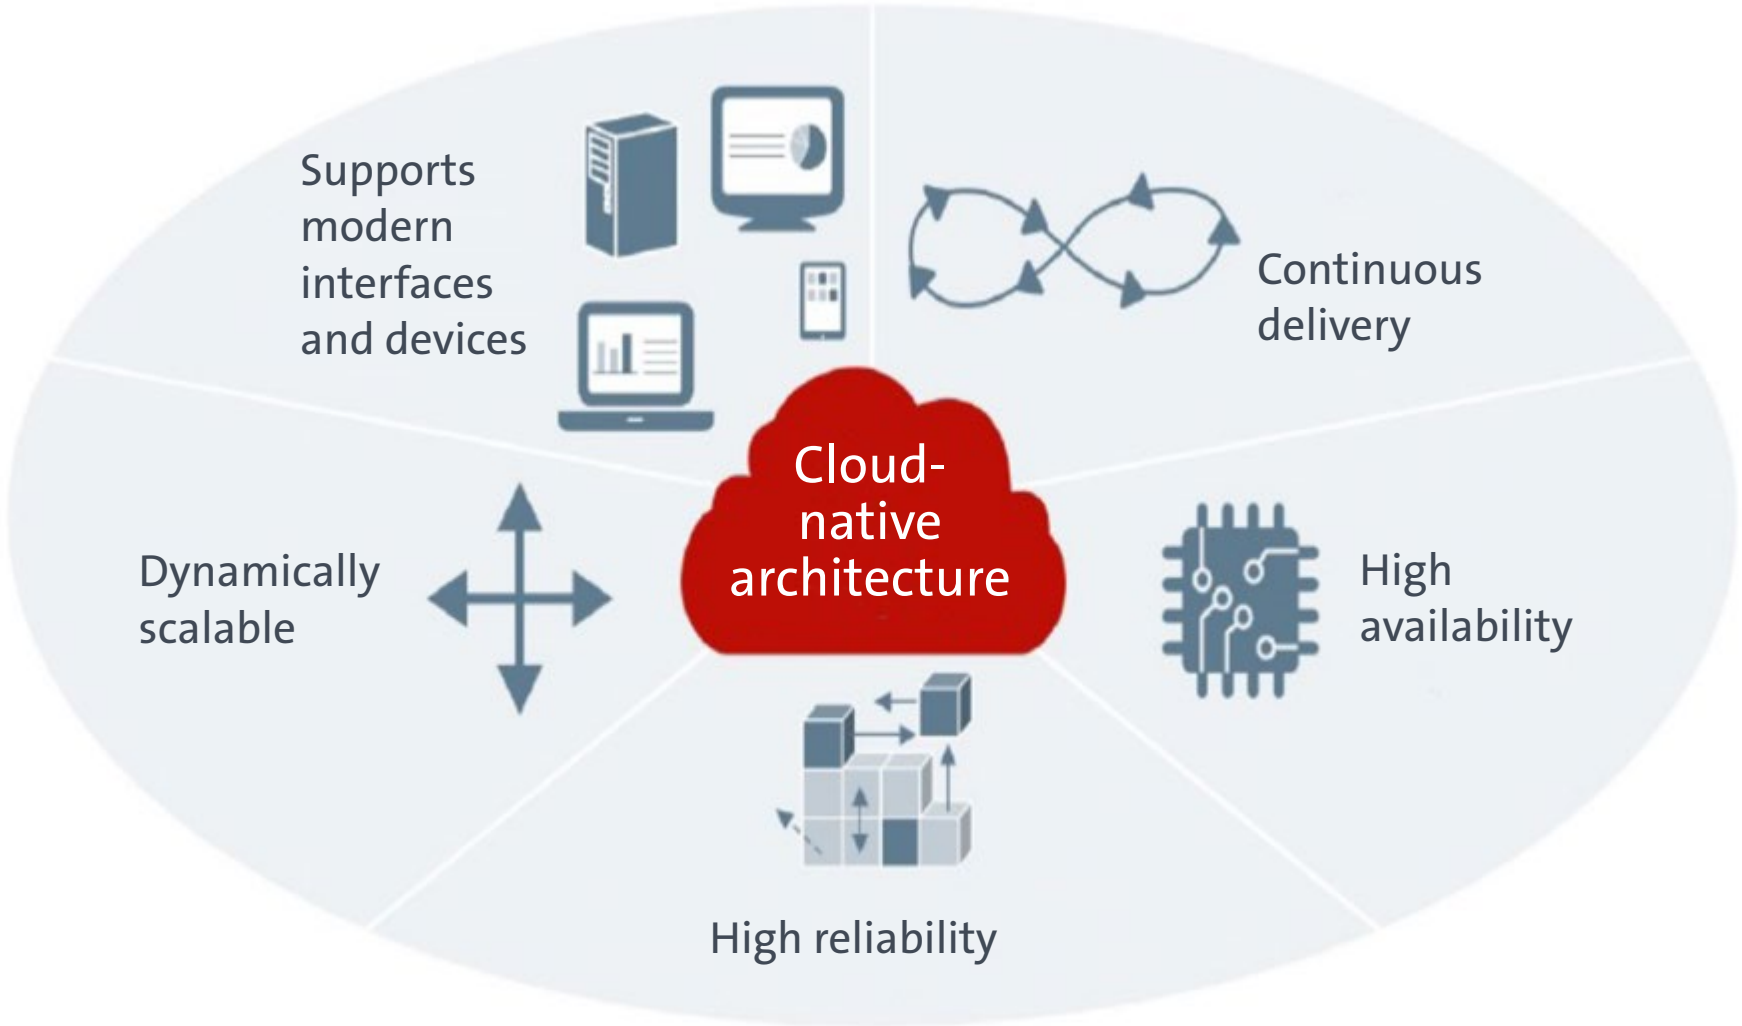 Supports
modern
interfaces
and devices
Continuous
delivery
Cloud-
native
architecture
Dynamically
scalable
High
availability
High reliability